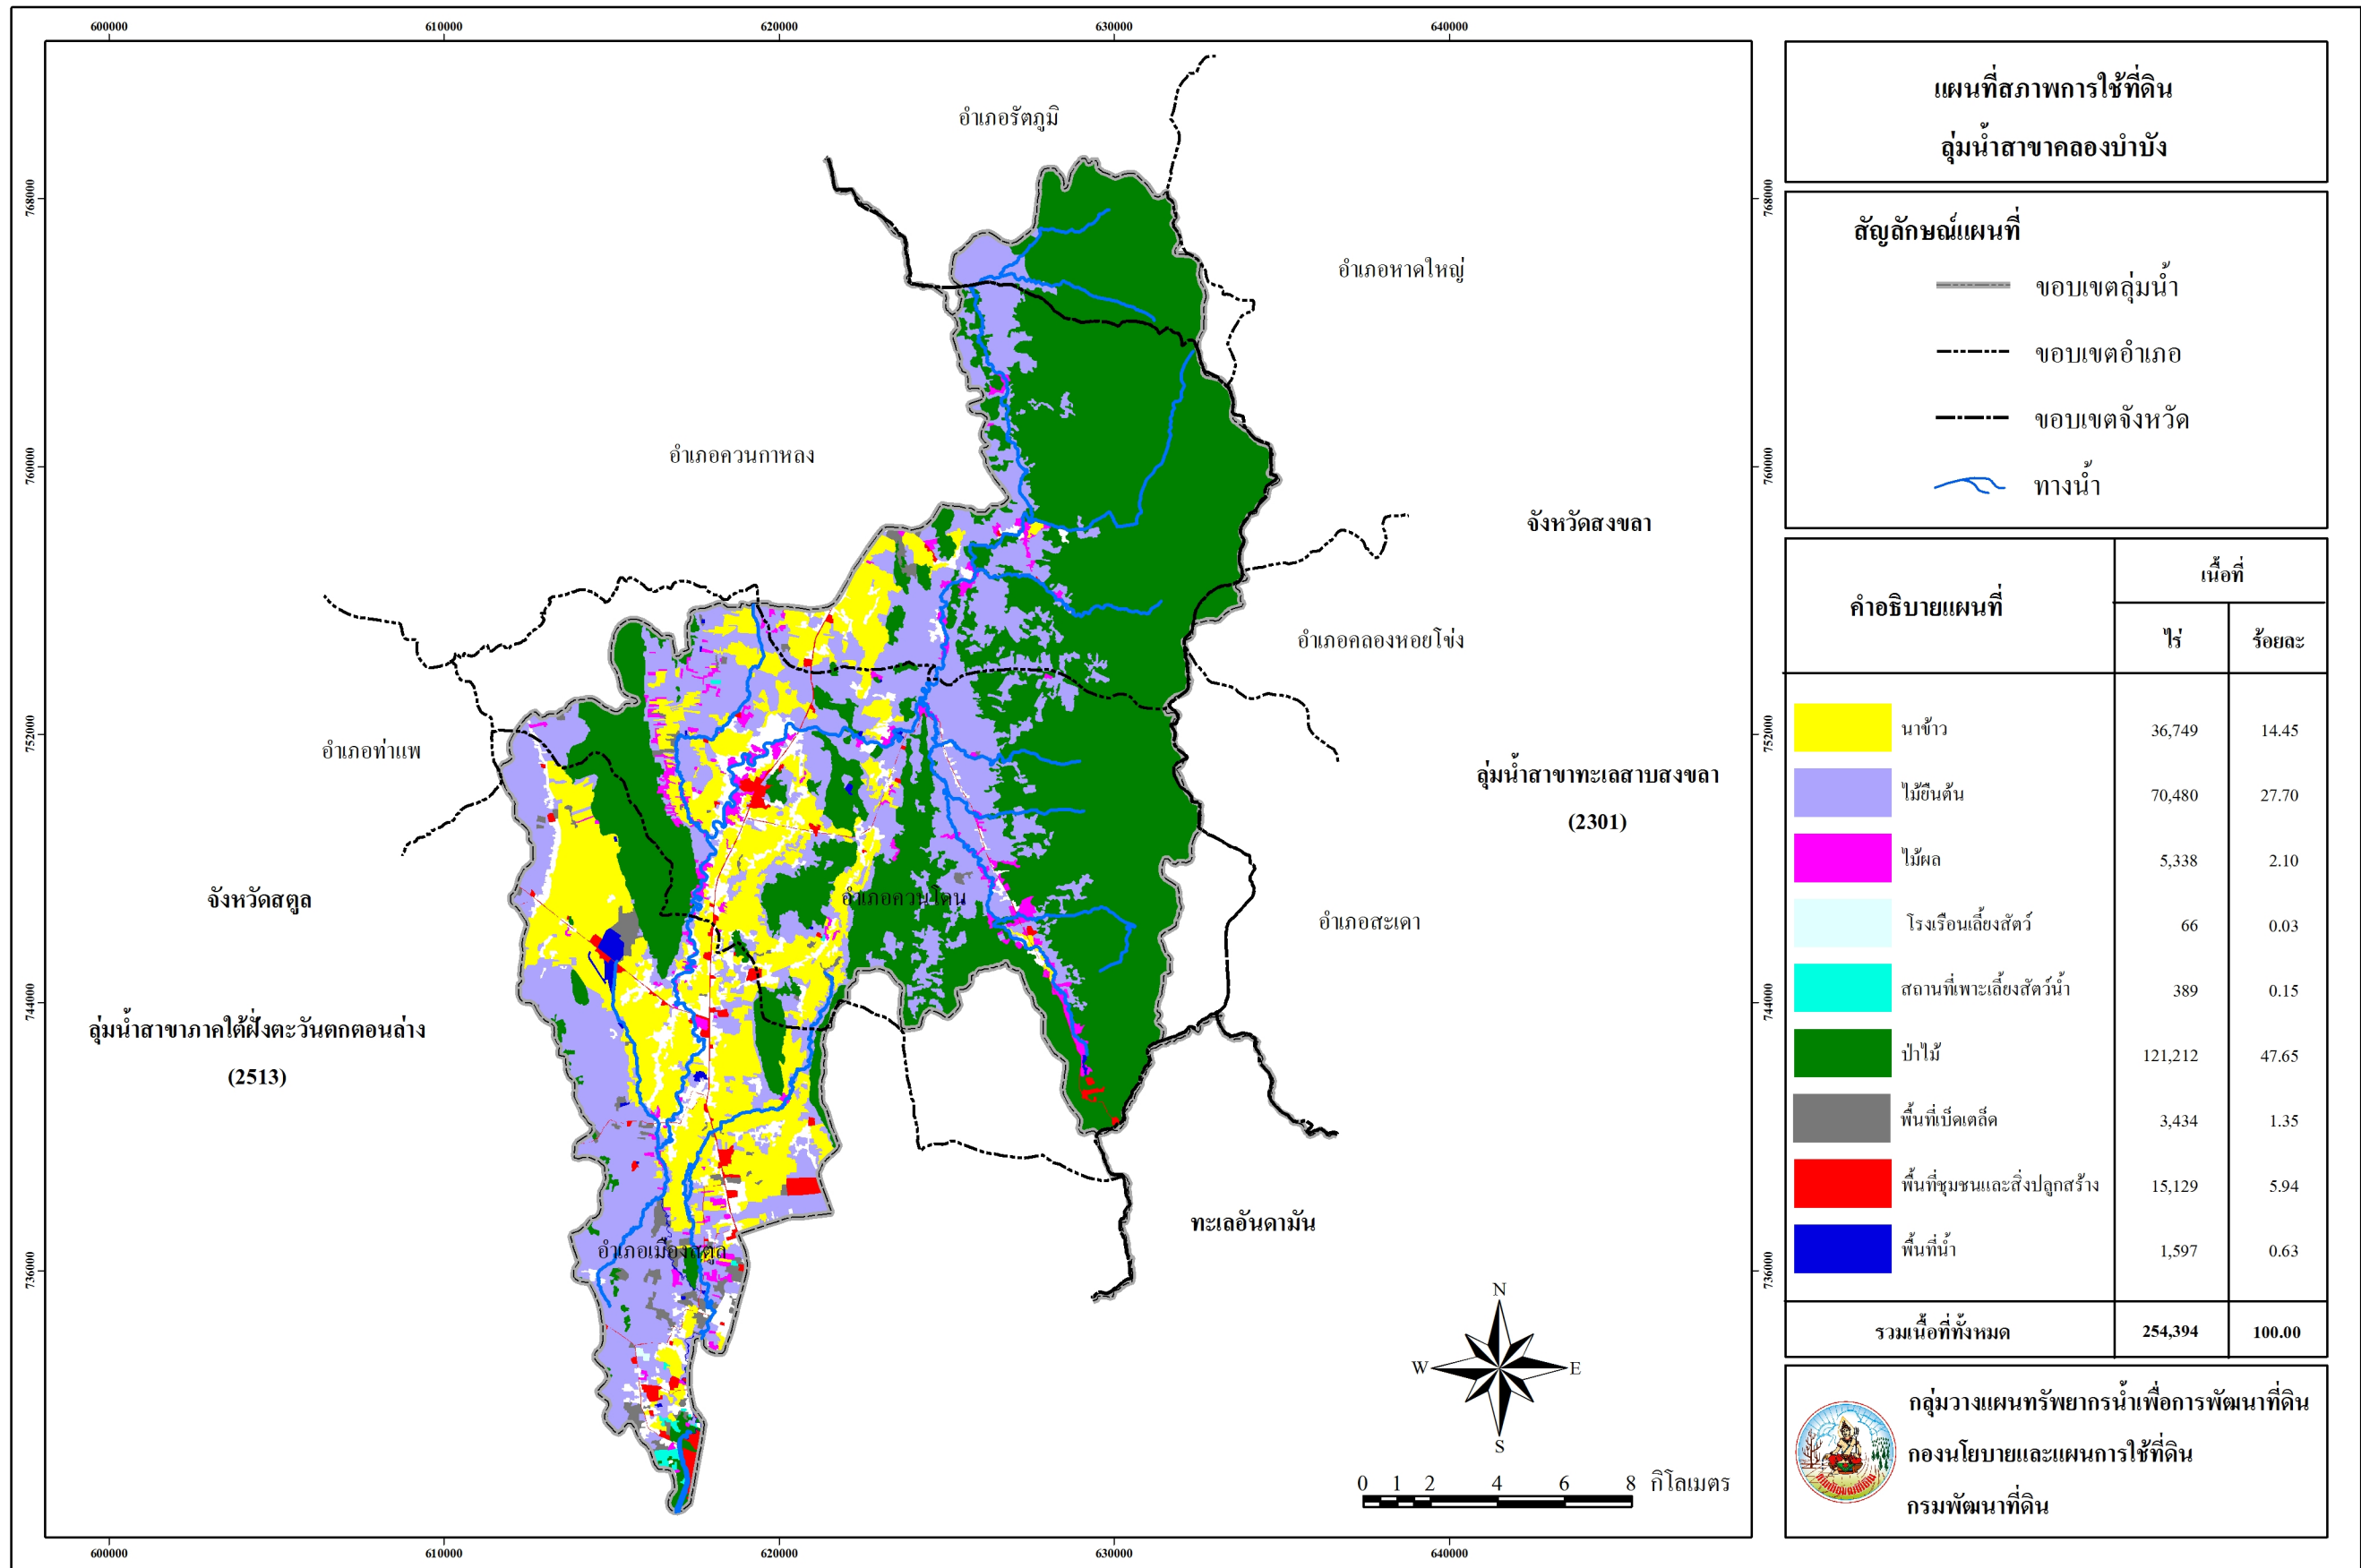 600000
610000
620000
630000
640000
แผนที่สภาพการใช้ที่ดิน
ลุ่มน้ำสาขาคลองบำบัง
สัญลักษณ์แผนที่
ขอบเขตลุ่มน้ำ
ขอบเขตอำเภอ
ขอบเขตจังหวัด
ทางน้ำ
คำอธิบายแผนที่ เนื้อที่
ไร่ ร้อยละ
นาข้าว 36,749 14.45
ไม้ยืนต้น 70,480 27.70
ไม้ผล 5,338 2.10
โรงเรือนเลี้ยงสัตว์ 66 0.03
สถานที่เพาะเลี้ยงสัตว์น้ำ 389 0.15
ป่าไม้ 121,212 47.65
พื้นที่เบ็ดเตล็ด 3,434 1.35
พื้นที่ชุมชนและสิ่งปลูกสร้าง 15,129 5.94
พื้นที่น้ำ 1,597 0.63
รวมเนื้อที่ทั้งหมด 254,394 100.00
กลุ่มวางแผนทรัพยากรน้ำเพื่อการพัฒนาที่ดิน
กองนโยบายและแผนการใช้ที่ดิน
กรมพัฒนาที่ดิน
อำเภอรัตภูมิ
อำเภอหาดใหญ่
อำเภอควนกาหลง
จังหวัดสงขลา
อำเภอคลองหอยโข่ง
อำเภอท่าแพ
ลุ่มน้ำสาขาทะเลสาบสงขลา
(2301)
จังหวัดสตูล
อำเภอควนโดน
อำเภอสะเดา
ลุ่มน้ำสาขาภาคใต้ฝั่งตะวันตกตอนล่าง
(2513)
ทะเลอันดามัน
อำเภอเมืองสตูล
N
W E
S
0 1 2 4 6 8 กิโลเมตร
768000
760000
752000
744000
736000
768000
760000
752000
744000
736000
600000
610000
620000
630000
640000